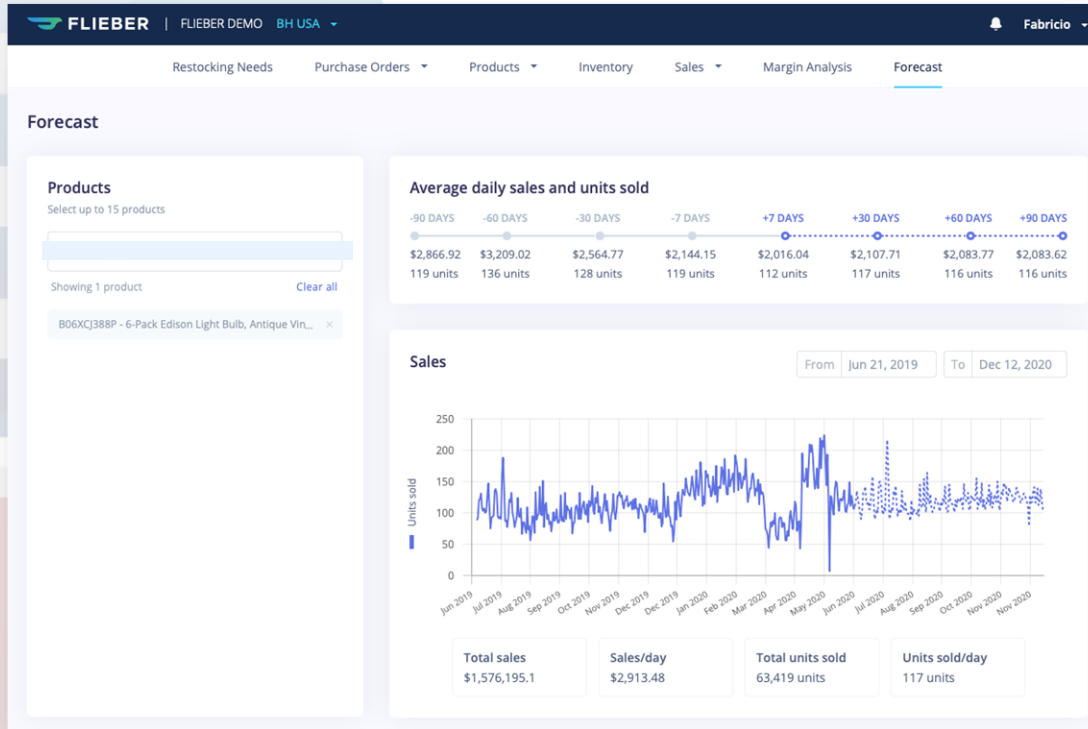 FLIEBER | FLIEBER DEMO BH USA Fabricio
Restocking Needs Purchase Orders Products Inventory Sales Margin Analysis Forecast
Forecast
Products
Select up to 15 products
Showing 1 product Clear all
B06XCJ388P - 6-Pack Edison Light Bulb, Antique Vin... ×
Average daily sales and units sold
-90 DAYS -60 DAYS -30 DAYS -7 DAYS +7 DAYS +30 DAYS +60 DAYS +90 DAYS
$2,866.92 $3,209.02 $2,564.77 $2,144.15 $2,016.04 $2,107.71 $2,083.77 $2,083.62
119 units 136 units 128 units 119 units 112 units 117 units 116 units 116 units
Sales
From Jun 21, 2019 To Dec 12, 2020
Units sold
250
200
150
100
50
0
Jun 2019 Jul 2019 Aug 2019 Sep 2019 Oct 2019 Nov 2019 Dec 2019 Dec 2019 Jan 2020 Feb 2020 Mar 2020 Apr 2020 May 2020 Jun 2020 Jul 2020 Aug 2020 Sep 2020 Oct 2020 Nov 2020 Nov 2020
Total sales Sales/day Total units sold Units sold/day
$1,576,195.1 $2,913.48 63,419 units 117 units